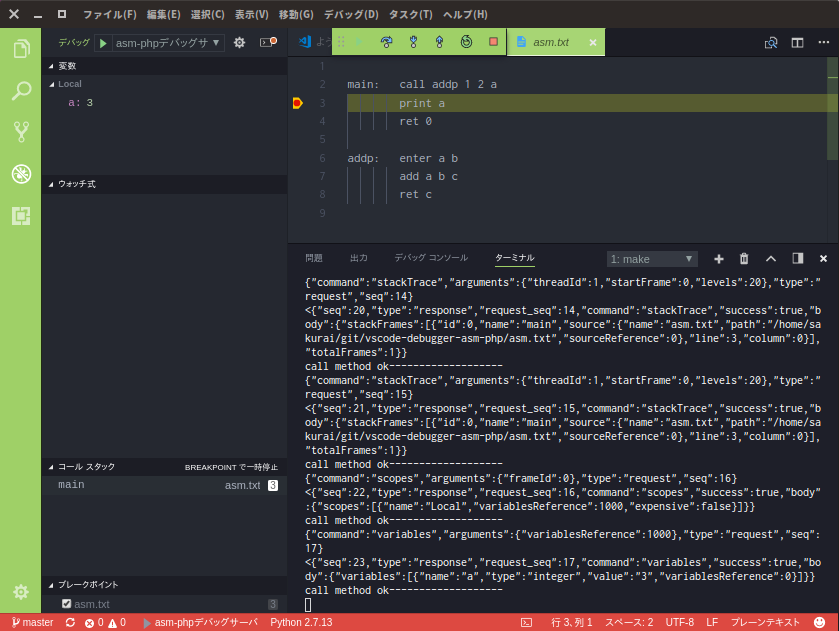 ファイル(F) 編集(E) 選択(C) 表示(V) 移動(G) デバッグ(D) タスク(T) ヘルプ(H)
デバッグ asm-phpデバッグサ
よう
asm.txt
変数
Local
a: 3
ウォッチ式
コール スタック BREAKPOINT で一時停止
main asm.txt 3
ブレークポイント
asm.txt 3
1
2 main: call addp 1 2 a
3 print a
4 ret 0
5
6 addp: enter a b
7 add a b c
8 ret c
9
問題 出力 デバッグ コンソール ターミナル 1: make
{"command":"stackTrace","arguments":{"threadId":1,"startFrame":0,"levels":20},"type":"
request","seq":14}
<{"seq":20,"type":"response","request_seq":14,"command":"stackTrace","success":true,"b
ody":{"stackFrames":[{"id":0,"name":"main","source":{"name":"asm.txt","path":"/home/sa
kurai/git/vscode-debugger-asm-php/asm.txt","sourceReference":0},"line":3,"column":0}],
"totalFrames":1}}
call method ok-------------------
{"command":"stackTrace","arguments":{"threadId":1,"startFrame":0,"levels":20},"type":"
request","seq":15}
<{"seq":21,"type":"response","request_seq":15,"command":"stackTrace","success":true,"b
ody":{"stackFrames":[{"id":0,"name":"main","source":{"name":"asm.txt","path":"/home/sa
kurai/git/vscode-debugger-asm-php/asm.txt","sourceReference":0},"line":3,"column":0}],
"totalFrames":1}}
call method ok-------------------
{"command":"scopes","arguments":{"frameId":0},"type":"request","seq":16}
<{"seq":22,"type":"response","request_seq":16,"command":"scopes","success":true,"body"
:{"scopes":[{"name":"Local","variablesReference":1000,"expensive":false}]}}
call method ok-------------------
{"command":"variables","arguments":{"variablesReference":1000},"type":"request","seq":
17}
<{"seq":23,"type":"response","request_seq":17,"command":"variables","success":true,"bo
dy":{"variables":[{"name":"a","type":"integer","value":"3","variablesReference":0}]}}
call method ok-------------------
master 0 0 asm-phpデバッグサーバ Python 2.7.13 行 3, 列 1 スペース: 2 UTF-8 LF プレーンテキスト